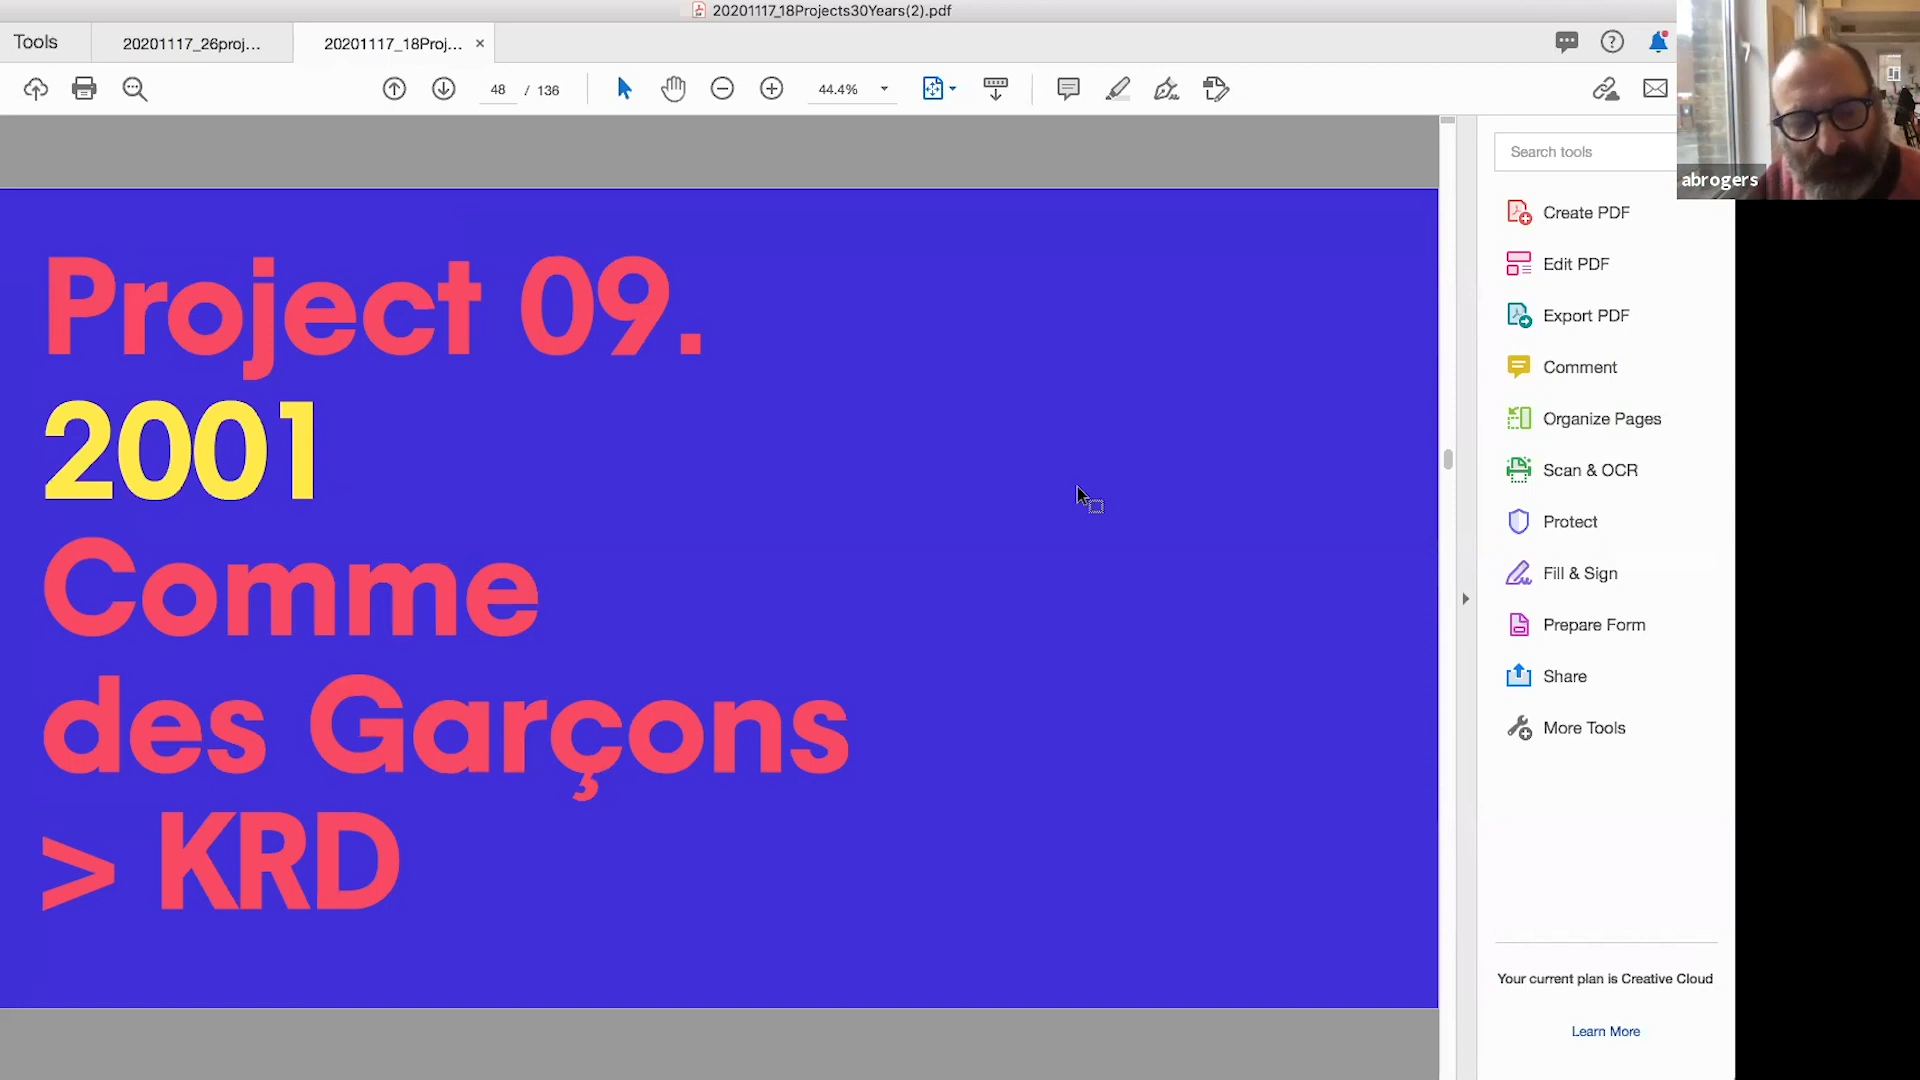 20201117_18Projects30Years(2).pdf
Tools
20201117_26proj...
20201117_18Proj... ×
48 / 136
44.4%
Search tools
abrogers
Project 09.
2001
Comme
des Garçons
> KRD
Create PDF
Edit PDF
Export PDF
Comment
Organize Pages
Scan & OCR
Protect
Fill & Sign
Prepare Form
Share
More Tools
Your current plan is Creative Cloud
Learn More